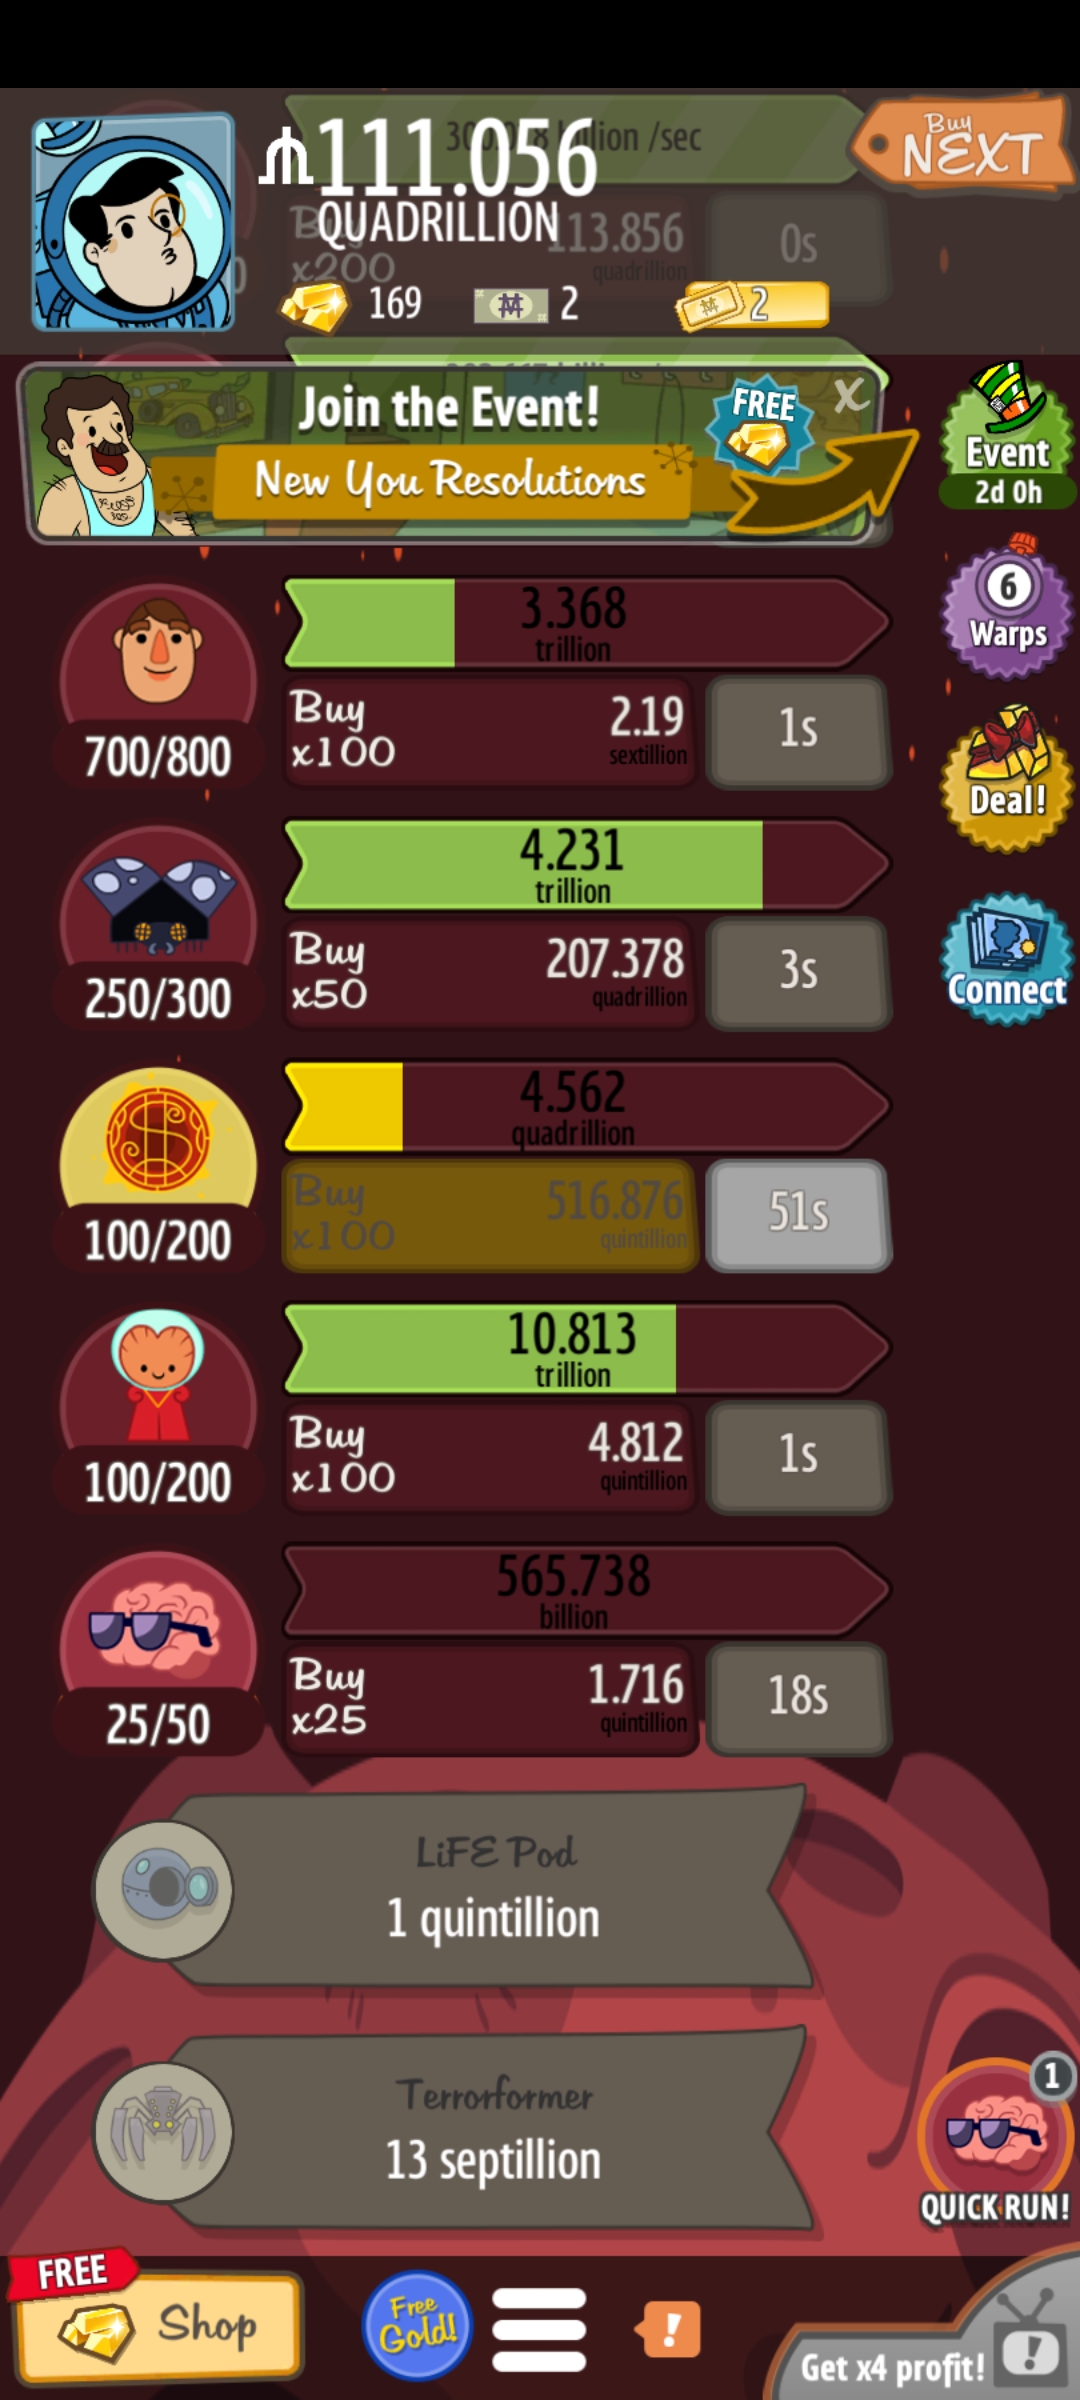 111.056
QUADRILLION
Buy
NEXT
Buy
x200
113.856
quadrillion
0s
169
2
2
Join the Event!
New You Resolutions
FREE
X
Event
2d 0h
3.368
trillion
Buy
x100
2.19
sextillion
1s
700/800
6
Warps
4.231
trillion
Buy
x50
207.378
quadrillion
3s
250/300
Deal!
Connect
4.562
quadrillion
Buy
x100
516.876
quintillion
51s
100/200
10.813
trillion
Buy
x100
4.812
quintillion
1s
100/200
565.738
billion
Buy
x25
1.716
quintillion
18s
25/50
LiFE Pod
1 quintillion
Terrorformer
13 septillion
1
QUICK RUN!
FREE
Shop
Free
Gold!
!
Get x4 profit!
!